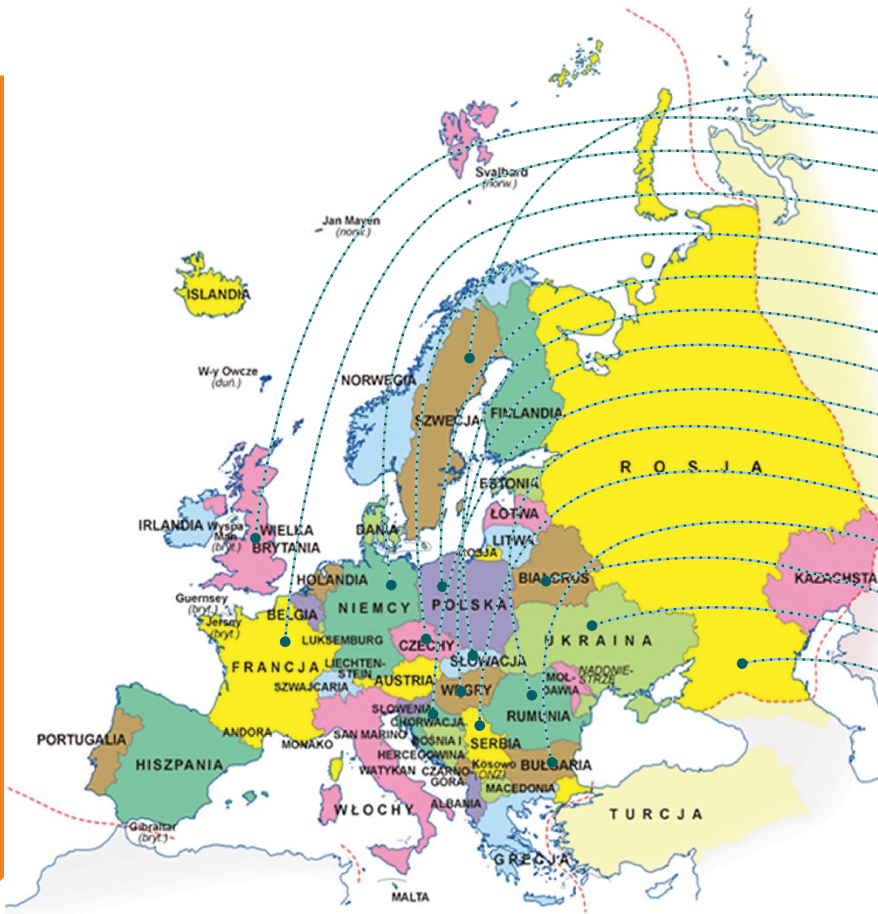 Svalbard
(norw.)
Jan Mayen
(norw.)
ISLANDIA
W-y Owcze
(duń.)
NORWEGIA
SZWECJA
FINLANDIA
R O S J A
ESTONIA
ŁOTWA
LITWA
ROSJA
IRLANDIA
Wyspa
Man
(bryt.)
WIELKA
BRYTANIA
DANIA
HOLANDIA
BIAŁORUŚ
KAZACHSTA
Guernsey
(bryt.)
Jersey
(bryt.)
BELGIA
NIEMCY
POLSKA
LUKSEMBURG
CZECHY
UKRAINA
FRANCJA
LIECHTEN-
STEIN
SŁOWACJA
SZWAJCARIA
AUSTRIA
WĘGRY
MOŁ-
DAWIA
NADDNIE-
STRZE
SŁOWENIA
CHORWACJA
RUMUNIA
ANDORA
MONAKO
SAN MARINO
BOŚNIA I
HERCEGOWINA
SERBIA
PORTUGALIA
HISZPANIA
WATYKAN
CZARNO-
GÓRA
Kosowo
(ONZ)
BUŁGARIA
MACEDONIA
WŁOCHY
ALBANIA
TURCJA
Gibraltar
(bryt.)
GRECJA
MALTA